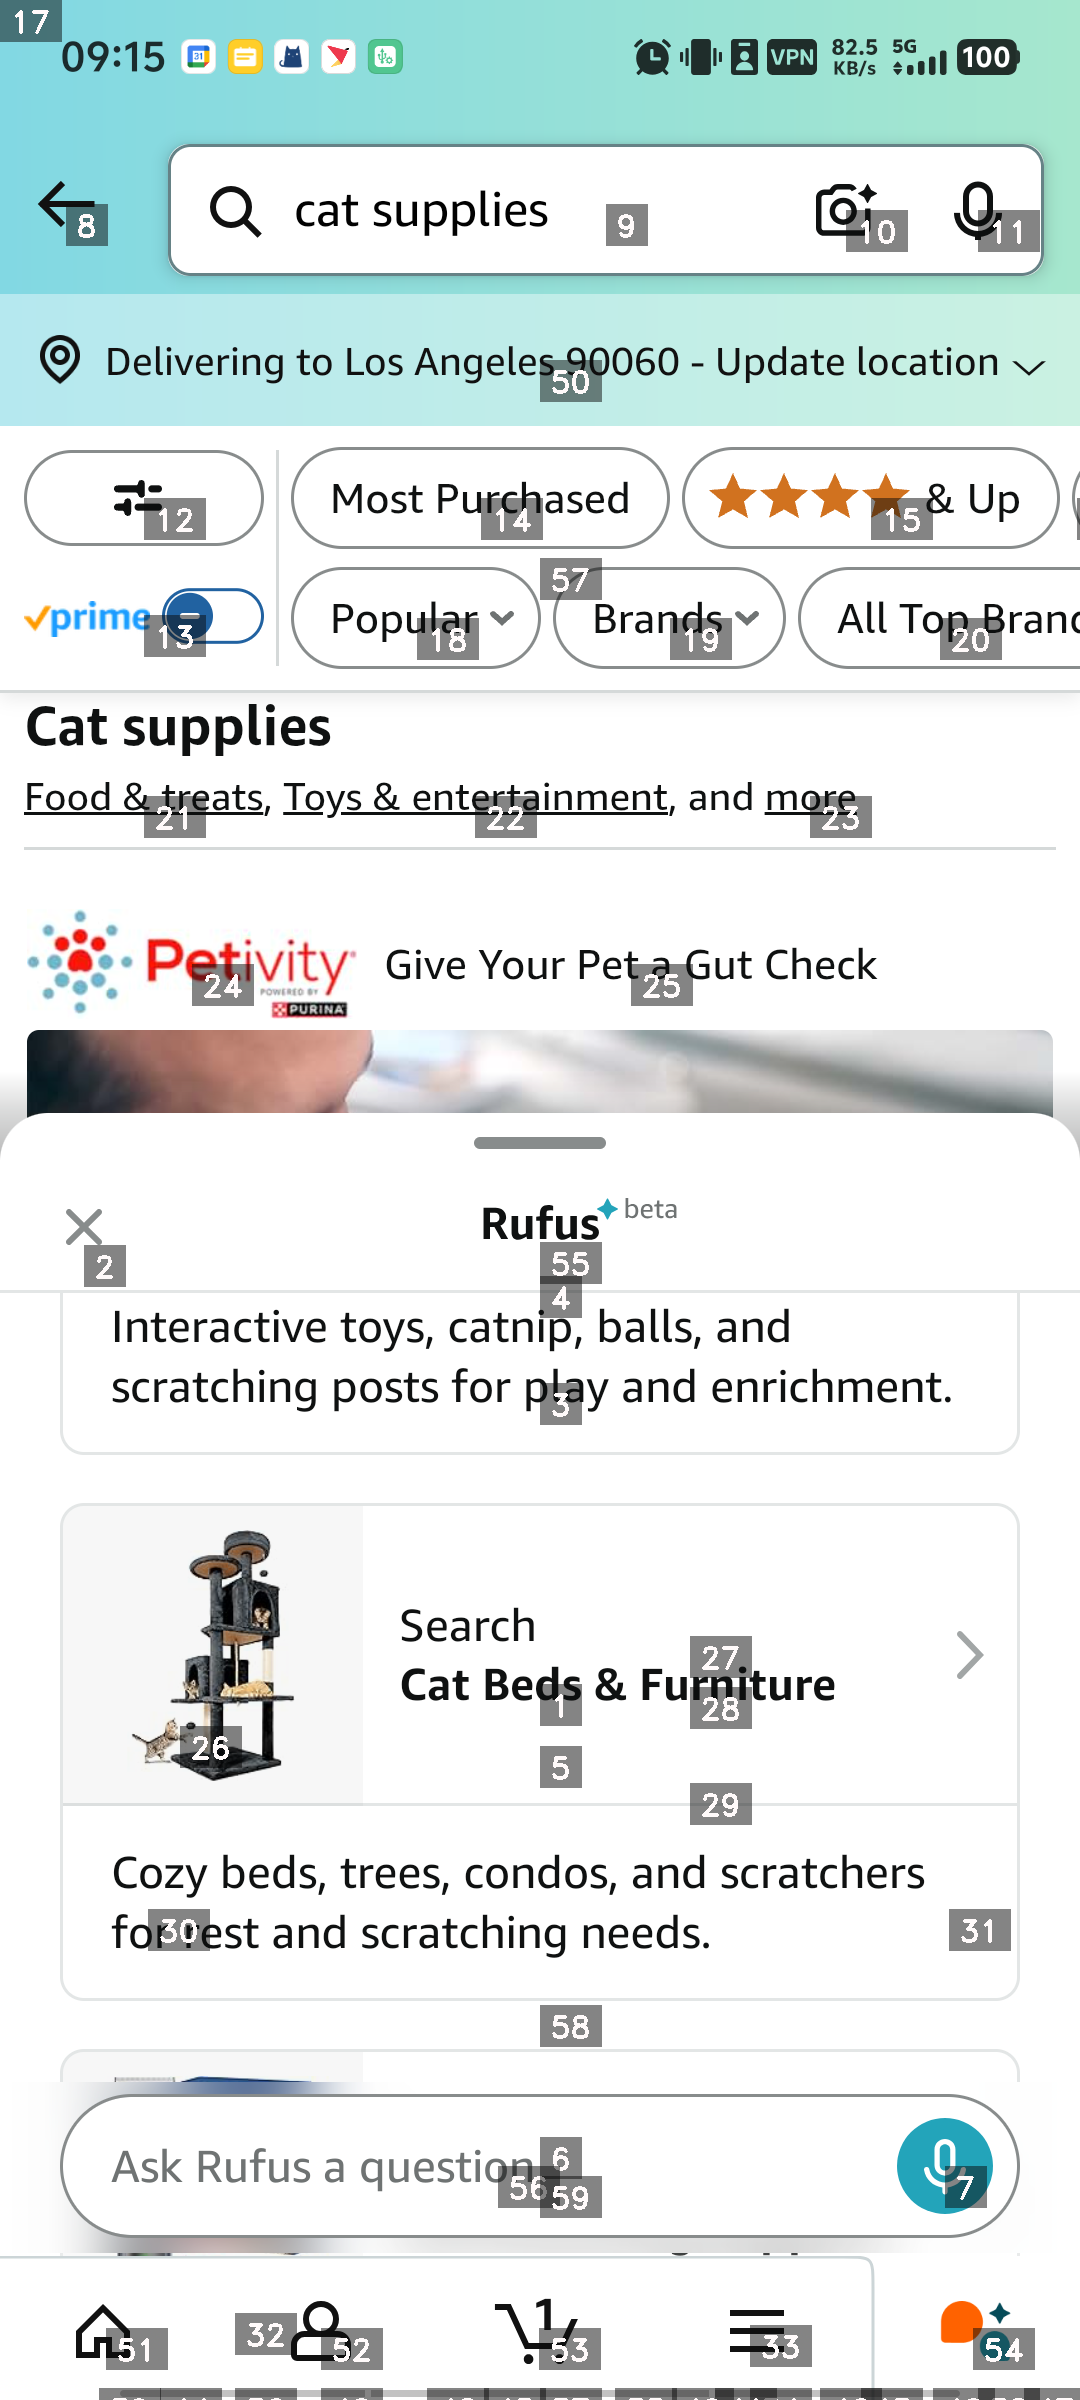 17
09:15 31 VPN 82.5 KB/s 5G 100
8 cat supplies 9 10 11
Delivering to Los Angeles 90060 - Update location
50
12 Most Purchased 14 15 & Up
57
prime 13 Popular 18 Brands 19 All Top Brand 20
Cat supplies
Food & treats, Toys & entertainment, and more
21 22 23
Petivity POWERED BY PURINA 24 Give Your Pet a Gut Check 25
Rufus beta
2 55
4
Interactive toys, catnip, balls, and
scratching posts for play and enrichment.
3
Search
27
Cat Beds & Furniture
1 28
26 5
29
Cozy beds, trees, condos, and scratchers
for rest and scratching needs.
30 31
58
Ask Rufus a question
6 56 59 7
1
51 32 52 53 33 54